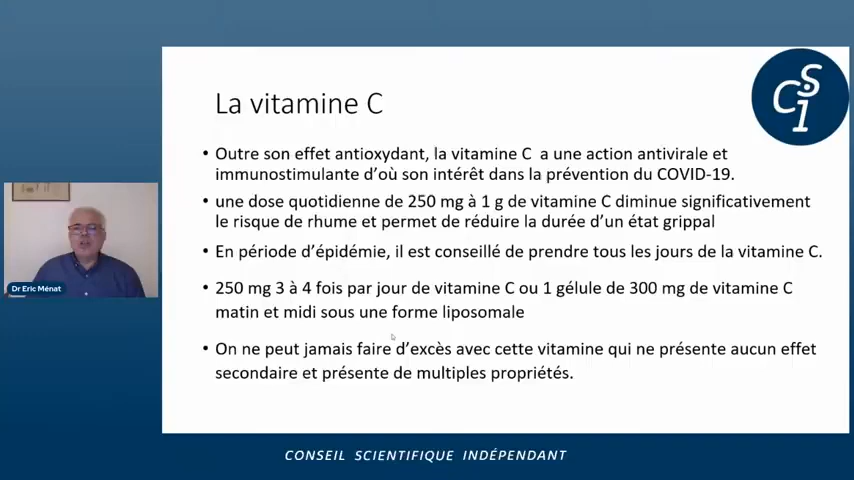 La vitamine C
CSI
• Outre son effet antioxydant, la vitamine C a une action antivirale et
immunostimulante d'où son intérêt dans la prévention du COVID-19.
• une dose quotidienne de 250 mg à 1 g de vitamine C diminue significativement
le risque de rhume et permet de réduire la durée d'un état grippal
• En période d'épidémie, il est conseillé de prendre tous les jours de la vitamine C.
• 250 mg 3 à 4 fois par jour de vitamine C ou 1 gélule de 300 mg de vitamine C
matin et midi sous une forme liposomale
• On ne peut jamais faire d'excès avec cette vitamine qui ne présente aucun effet
secondaire et présente de multiples propriétés.
Dr Eric Ménat
CONSEIL SCIENTIFIQUE INDÉPENDANT